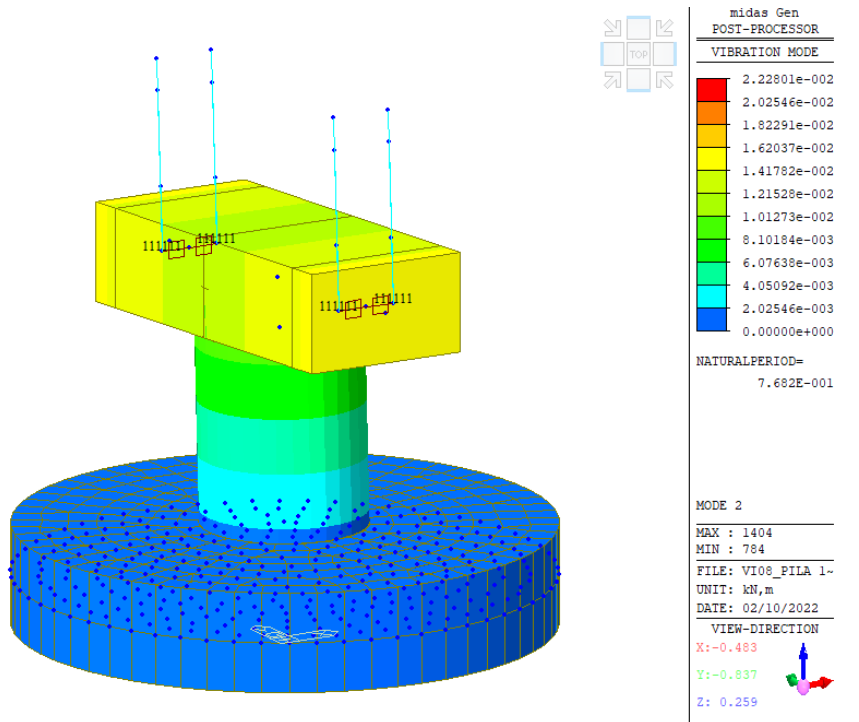 TOP
midas Gen
POST-PROCESSOR
VIBRATION MODE
2.22801e-002
2.02546e-002
1.82291e-002
1.62037e-002
1.41782e-002
1.21528e-002
1.01273e-002
8.10184e-003
6.07638e-003
4.05092e-003
2.02546e-003
0.00000e+000
NATURALPERIOD=
7.682E-001
MODE 2
MAX : 1404
MIN : 784
FILE: VI08_PILA 1~
UNIT: kN,m
DATE: 02/10/2022
VIEW-DIRECTION
X:-0.483
Y:-0.837
Z: 0.259
111111
111111
111111
111111